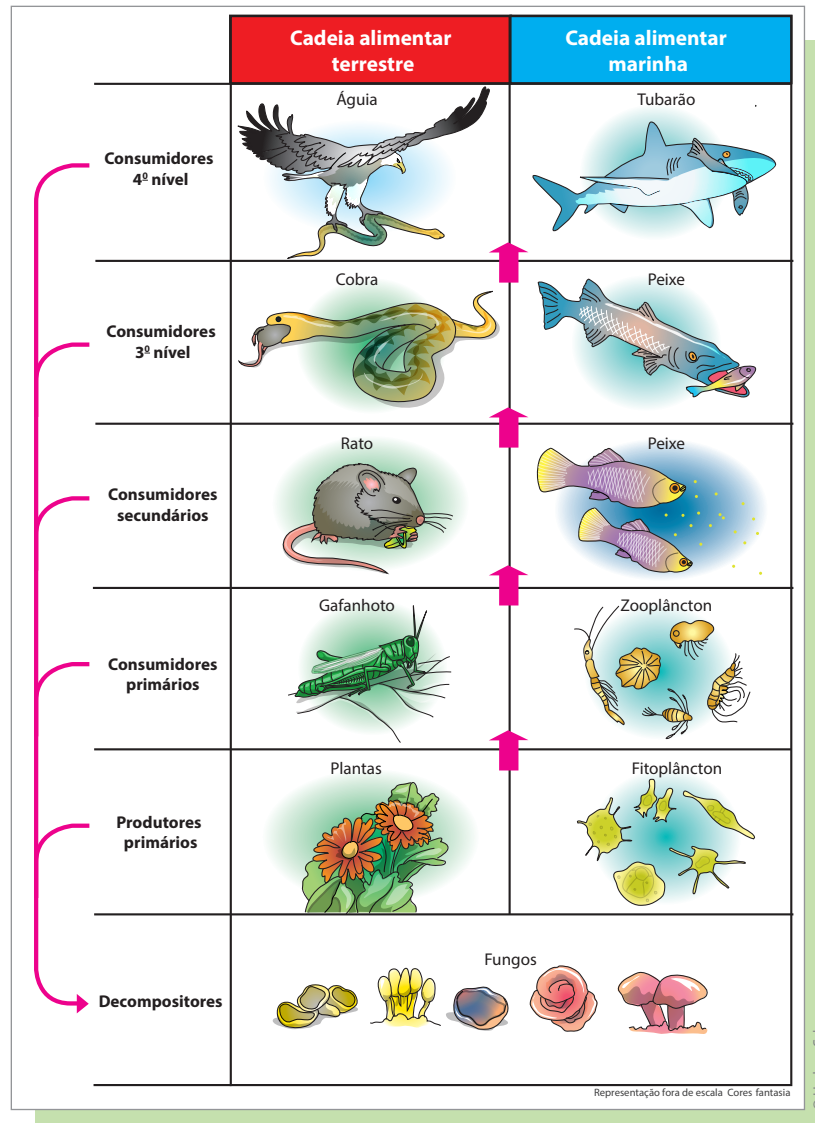 Cadeia alimentar
terrestre
Cadeia alimentar
marinha
Consumidores
4º nível
Águia
Tubarão
Consumidores
3º nível
Cobra
Peixe
Consumidores
secundários
Rato
Peixe
Consumidores
primários
Gafanhoto
Zooplâncton
Produtores
primários
Plantas
Fitoplâncton
Decompositores
Fungos
Representação fora de escala Cores fantasia